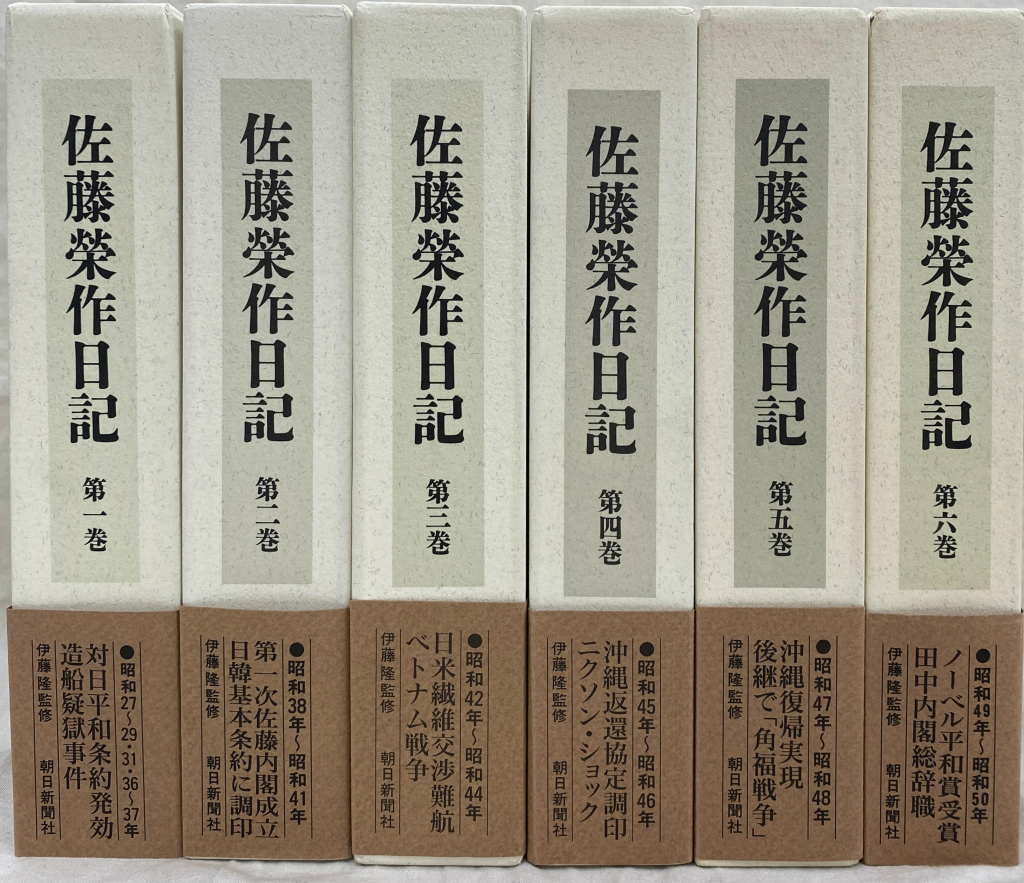 佐藤榮作日記 第一巻
●昭和27～29・31・36～37年
対日平和条約発効
造船疑獄事件
伊藤隆監修 朝日新聞社
佐藤榮作日記 第二巻
●昭和38年～昭和41年
第一次佐藤内閣成立
日韓基本条約に調印
伊藤隆監修 朝日新聞社
佐藤榮作日記 第三巻
●昭和42年～昭和44年
日米繊維交渉難航
ベトナム戦争
伊藤隆監修 朝日新聞社
佐藤榮作日記 第四巻
●昭和45年～昭和46年
沖縄返還協定調印
ニクソン・ショック
伊藤隆監修 朝日新聞社
佐藤榮作日記 第五巻
●昭和47年～昭和48年
沖縄復帰実現
後継で「角福戦争」
伊藤隆監修 朝日新聞社
佐藤榮作日記 第六巻
●昭和49年～昭和50年
ノーベル平和賞受賞
田中内閣総辞職
伊藤隆監修 朝日新聞社